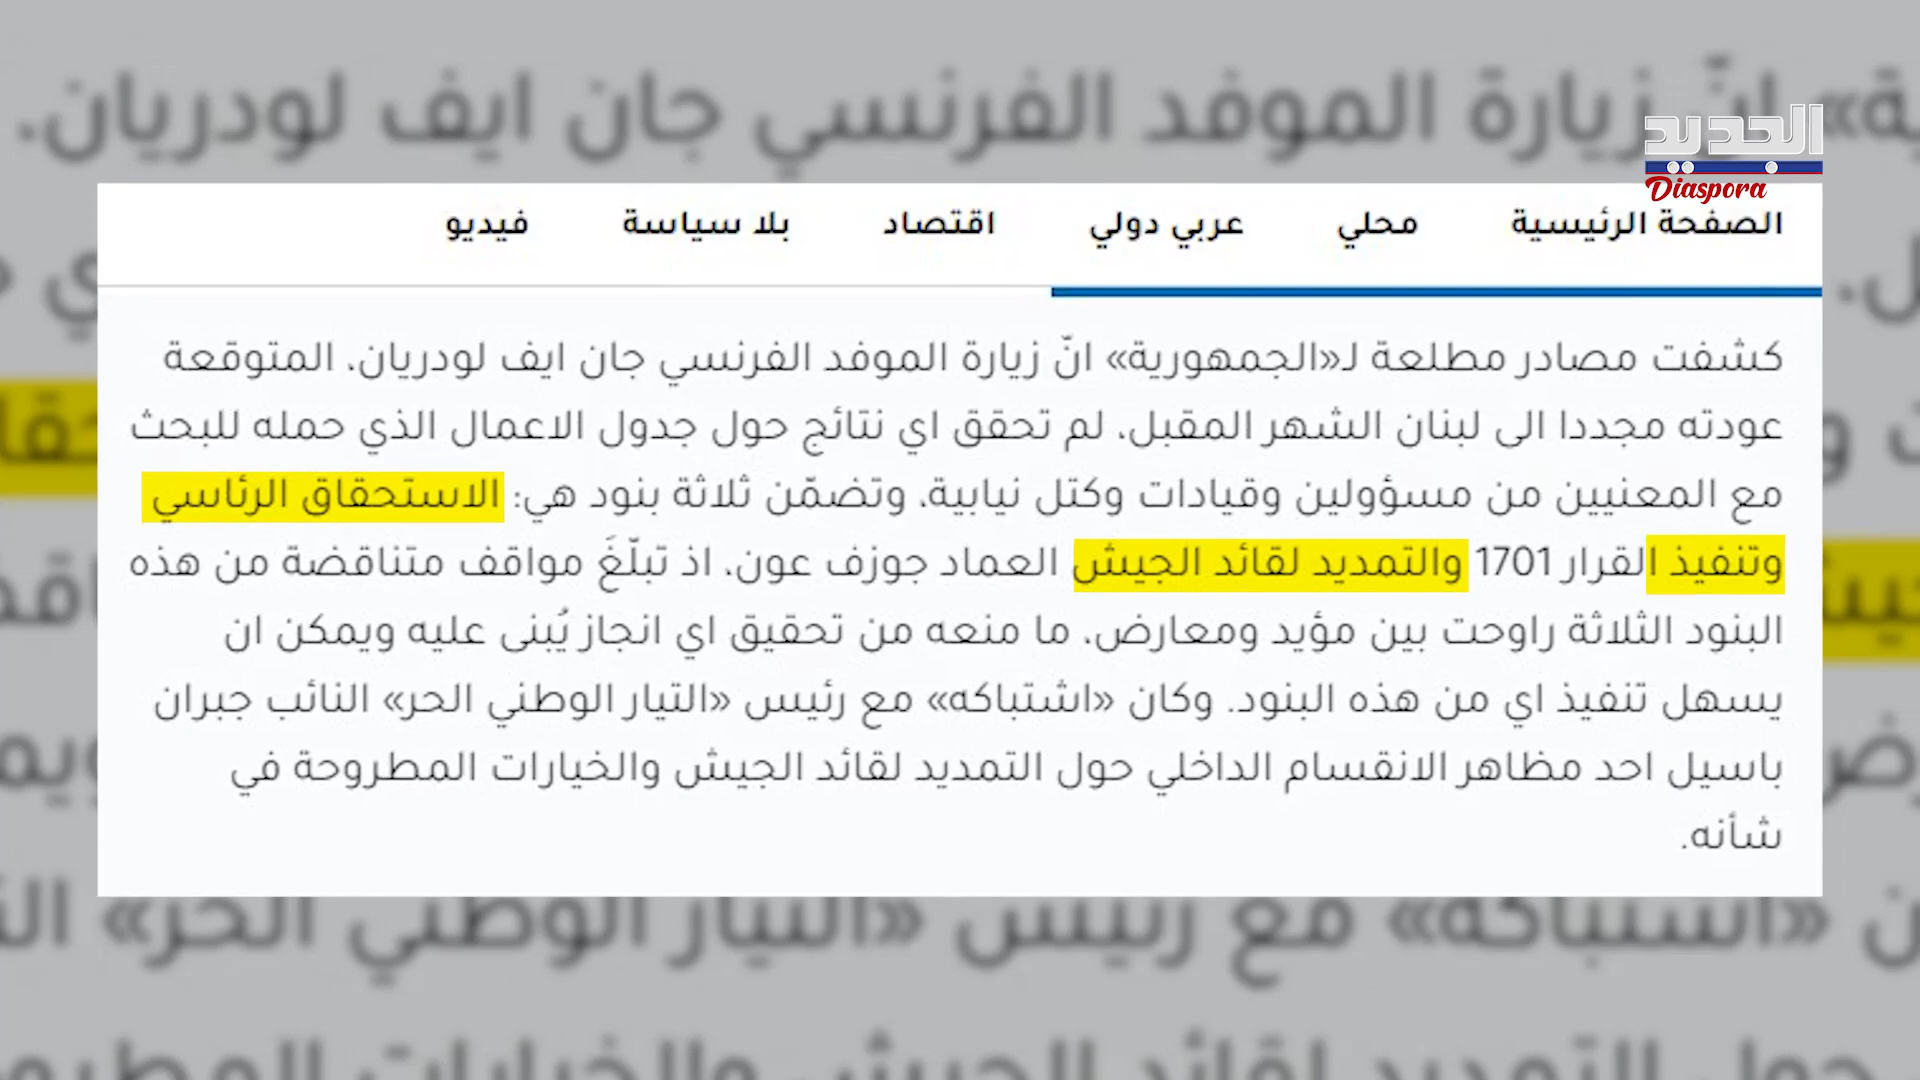 الجديد
Diaspora
الصفحة الرئيسية محلي عربي دولي اقتصاد بلا سياسة فيديو
كشفت مصادر مطلعة لـ«الجمهورية» انّ زيارة الموفد الفرنسي جان ايف لودريان، المتوقعة
عودته مجددا الى لبنان الشهر المقبل، لم تحقق اي نتائج حول جدول الاعمال الذي حمله للبحث
مع المعنيين من مسؤولين وقيادات وكتل نيابية، وتضمّن ثلاثة بنود هي: الاستحقاق الرئاسي
وتنفيذ القرار 1701 والتمديد لقائد الجيش العماد جوزف عون، اذ تبلّغَ مواقف متناقضة من هذه
البنود الثلاثة راوحت بين مؤيد ومعارض، ما منعه من تحقيق اي انجاز يُبنى عليه ويمكن ان
يسهل تنفيذ اي من هذه البنود. وكان «اشتباكه» مع رئيس «التيار الوطني الحر» النائب جبران
باسيل احد مظاهر الانقسام الداخلي حول التمديد لقائد الجيش والخيارات المطروحة في
شأنه.